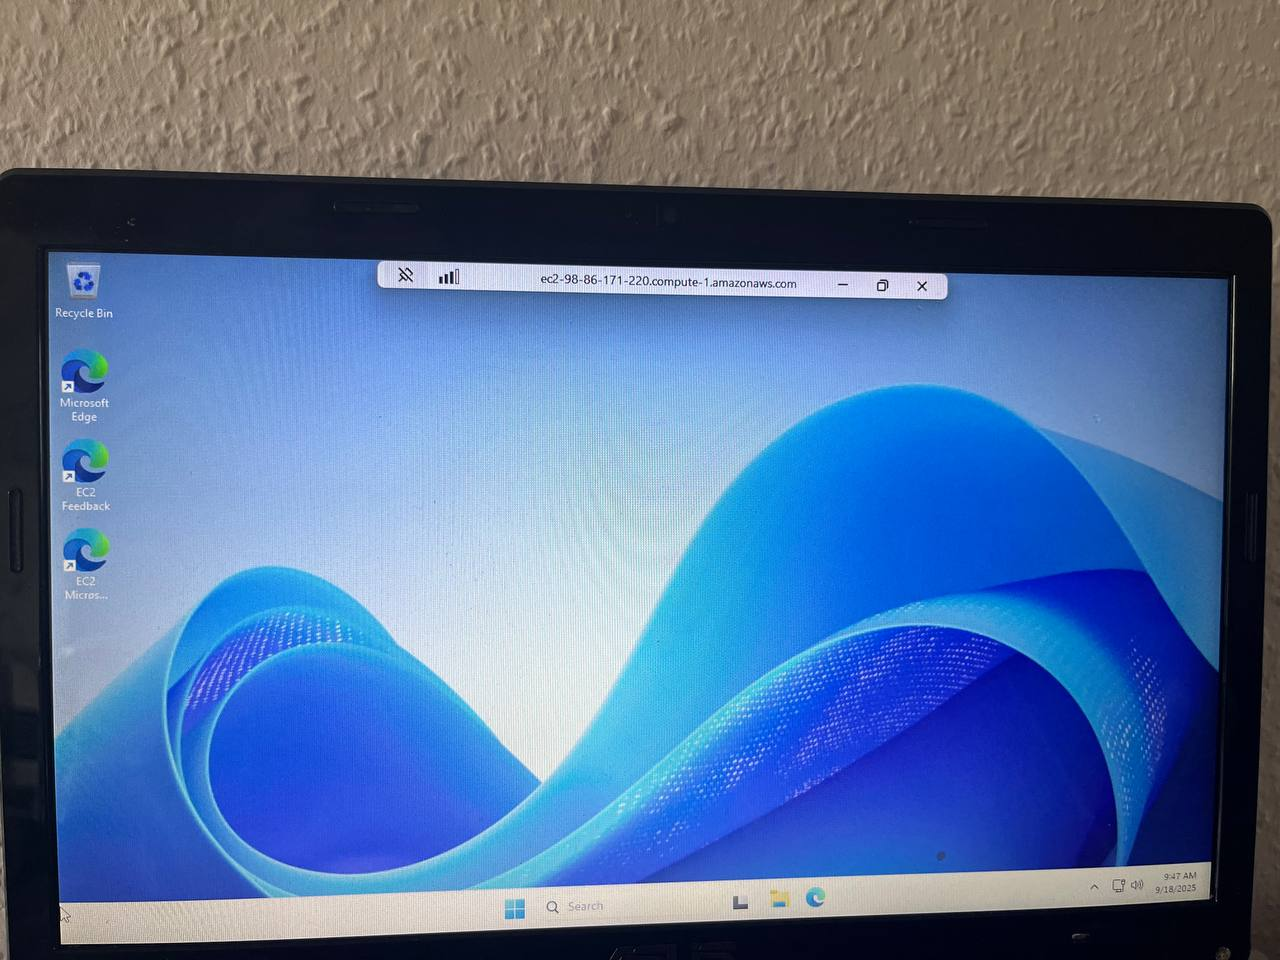 ec2-98-86-171-220.compute-1.amazonaws.com
Recycle Bin
Microsoft
Edge
EC2
Feedback
EC2
Micros...
Search
9:47 AM
9/18/2025